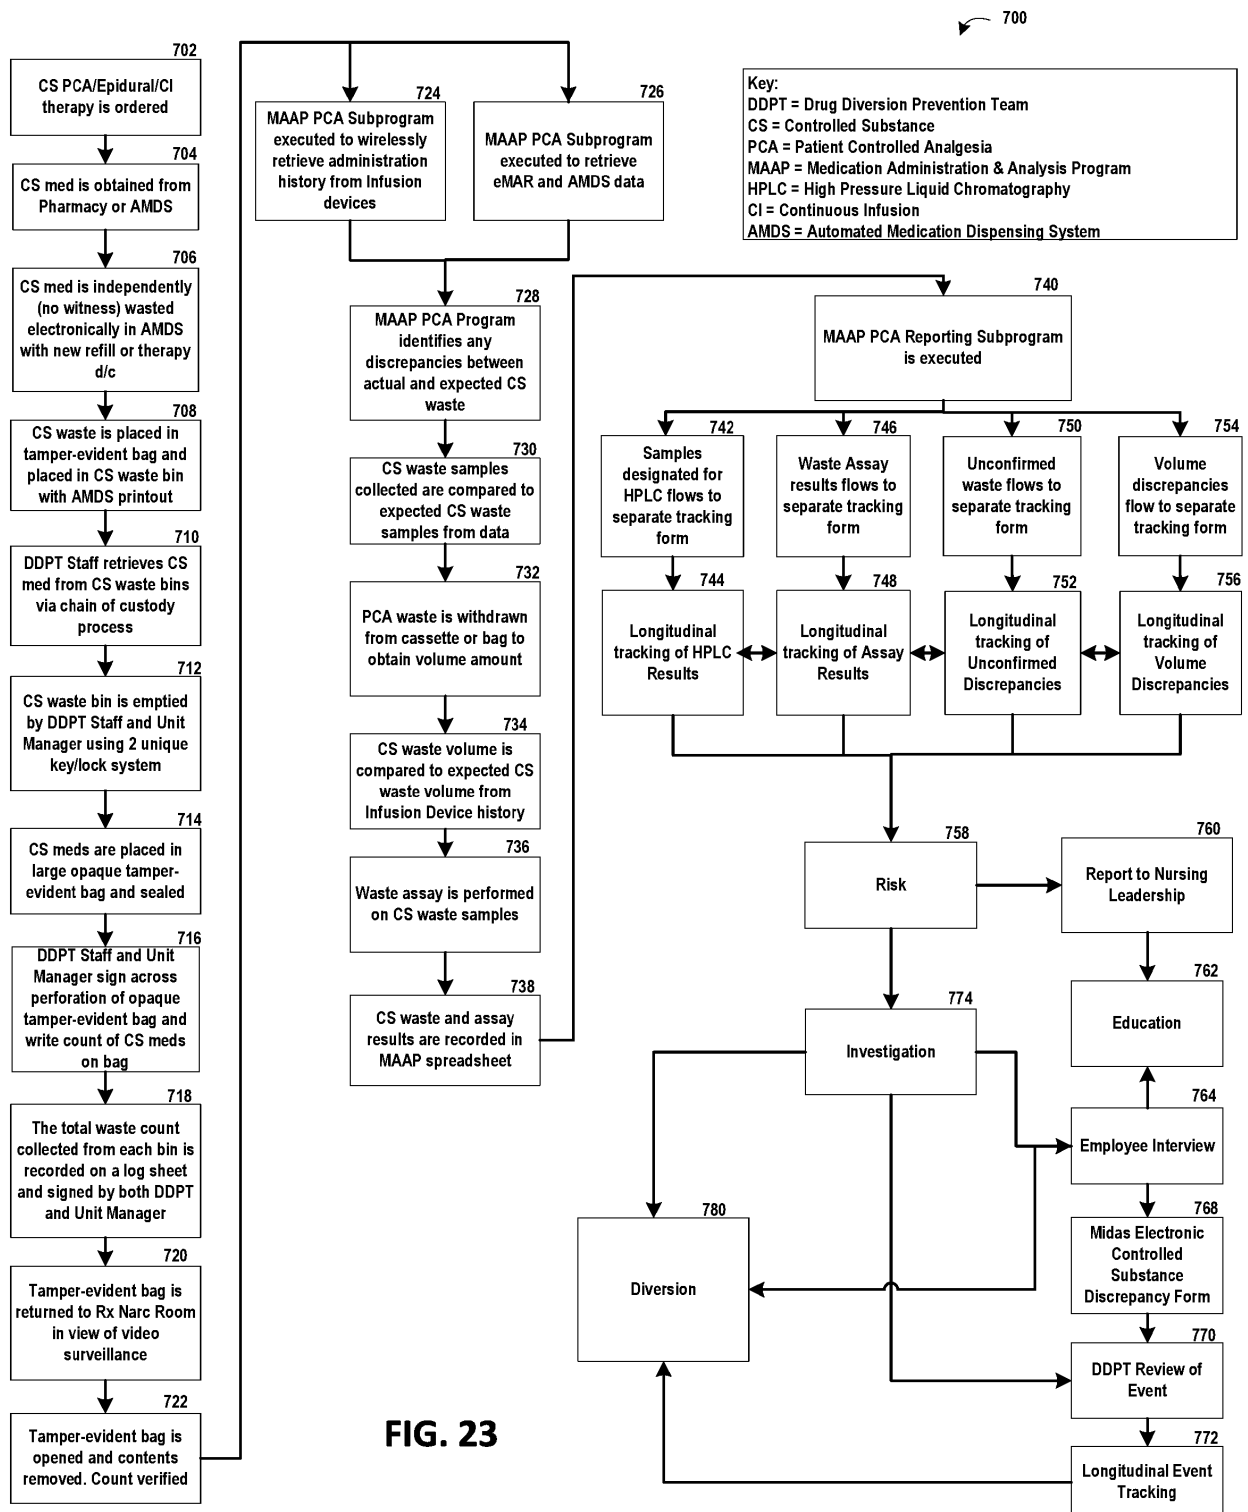 700
Key:
DDPT = Drug Diversion Prevention Team
CS = Controlled Substance
PCA = Patient Controlled Analgesia
MAAP = Medication Administration & Analysis Program
HPLC = High Pressure Liquid Chromatography
CI = Continuous Infusion
AMDS = Automated Medication Dispensing System
702
CS PCA/Epidural/CI
therapy is ordered
704
CS med is obtained from
Pharmacy or AMDS
706
CS med is independently
(no witness) wasted
electronically in AMDS
with new refill or therapy
d/c
708
CS waste is placed in
tamper-evident bag and
placed in CS waste bin
with AMDS printout
710
DDPT Staff retrieves CS
med from CS waste bins
via chain of custody
process
712
CS waste bin is emptied
by DDPT Staff and Unit
Manager using 2 unique
key/lock system
714
CS meds are placed in
large opaque tamper-
evident bag and sealed
716
DDPT Staff and Unit
Manager sign across
perforation of opaque
tamper-evident bag and
write count of CS meds
on bag
718
The total waste count
collected from each bin is
recorded on a log sheet
and signed by both DDPT
and Unit Manager
720
Tamper-evident bag is
returned to Rx Narc Room
in view of video
surveillance
722
Tamper-evident bag is
opened and contents
removed. Count verified
724
MAAP PCA Subprogram
executed to wirelessly
retrieve administration
history from Infusion
devices
726
MAAP PCA Subprogram
executed to retrieve
eMAR and AMDS data
728
MAAP PCA Program
identifies any
discrepancies between
actual and expected CS
waste
730
CS waste samples
collected are compared to
expected CS waste
samples from data
732
PCA waste is withdrawn
from cassette or bag to
obtain volume amount
734
CS waste volume is
compared to expected CS
waste volume from
Infusion Device history
736
Waste assay is performed
on CS waste samples
738
CS waste and assay
results are recorded in
MAAP spreadsheet
740
MAAP PCA Reporting Subprogram
is executed
742
Samples
designated for
HPLC flows to
separate tracking
form
744
Longitudinal
tracking of HPLC
Results
746
Waste Assay
results flows to
separate tracking
form
748
Longitudinal
tracking of Assay
Results
750
Unconfirmed
waste flows to
separate tracking
form
752
Longitudinal
tracking of
Unconfirmed
Discrepancies
754
Volume
discrepancies
flow to separate
tracking form
756
Longitudinal
tracking of
Volume
Discrepancies
758
Risk
760
Report to Nursing
Leadership
762
Education
774
Investigation
764
Employee Interview
768
Midas Electronic
Controlled
Substance
Discrepancy Form
770
DDPT Review of
Event
772
Longitudinal Event
Tracking
780
Diversion
FIG. 23